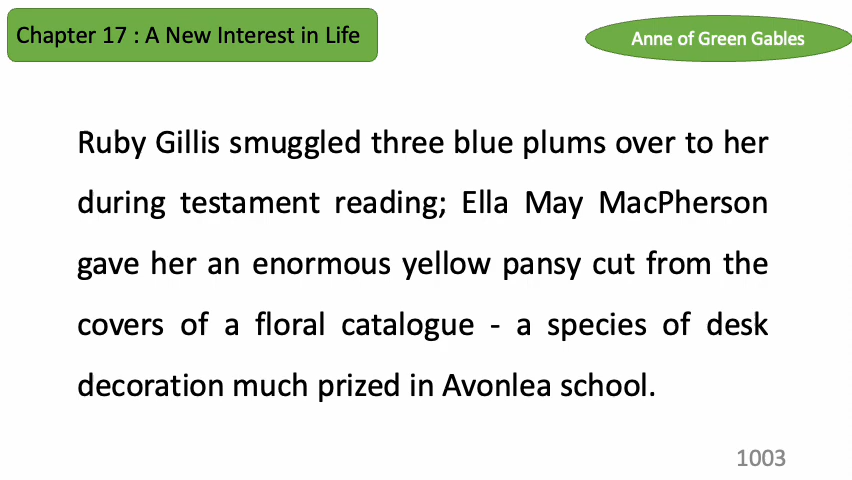 Chapter 17 : A New Interest in Life
Anne of Green Gables
Ruby Gillis smuggled three blue plums over to her
during testament reading; Ella May MacPherson
gave her an enormous yellow pansy cut from the
covers of a floral catalogue - a species of desk
decoration much prized in Avonlea school.
1003